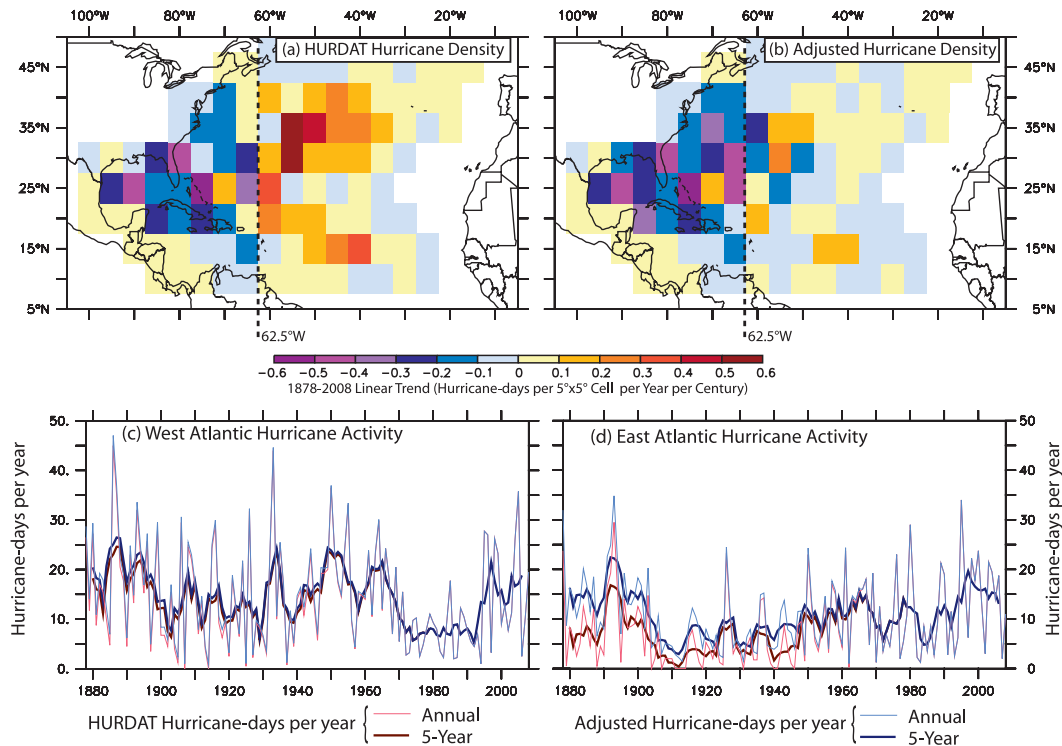 100°W 80°W 60°W 40°W 20°W 100°W 80°W 60°W 40°W 20°W
(a) HURDAT Hurricane Density
(b) Adjusted Hurricane Density
45°N 45°N
35°N 35°N
25°N 25°N
15°N 15°N
5°N 5°N
62.5°W 62.5°W
-0.6 -0.5 -0.4 -0.3 -0.2 -0.1 0 0.1 0.2 0.3 0.4 0.5 0.6
1878-2008 Linear Trend (Hurricane-days per 5°x5° Cell per Year per Century)
(c) West Atlantic Hurricane Activity
Hurricane-days per year
50.
40.
30.
20.
10.
0.
1880 1900 1920 1940 1960 1980 2000
(d) East Atlantic Hurricane Activity
50
40
30
20
10
0
Hurricane-days per year
1880 1900 1920 1940 1960 1980 2000
HURDAT Hurricane-days per year { Annual
5-Year
Adjusted Hurricane-days per year { Annual
5-Year